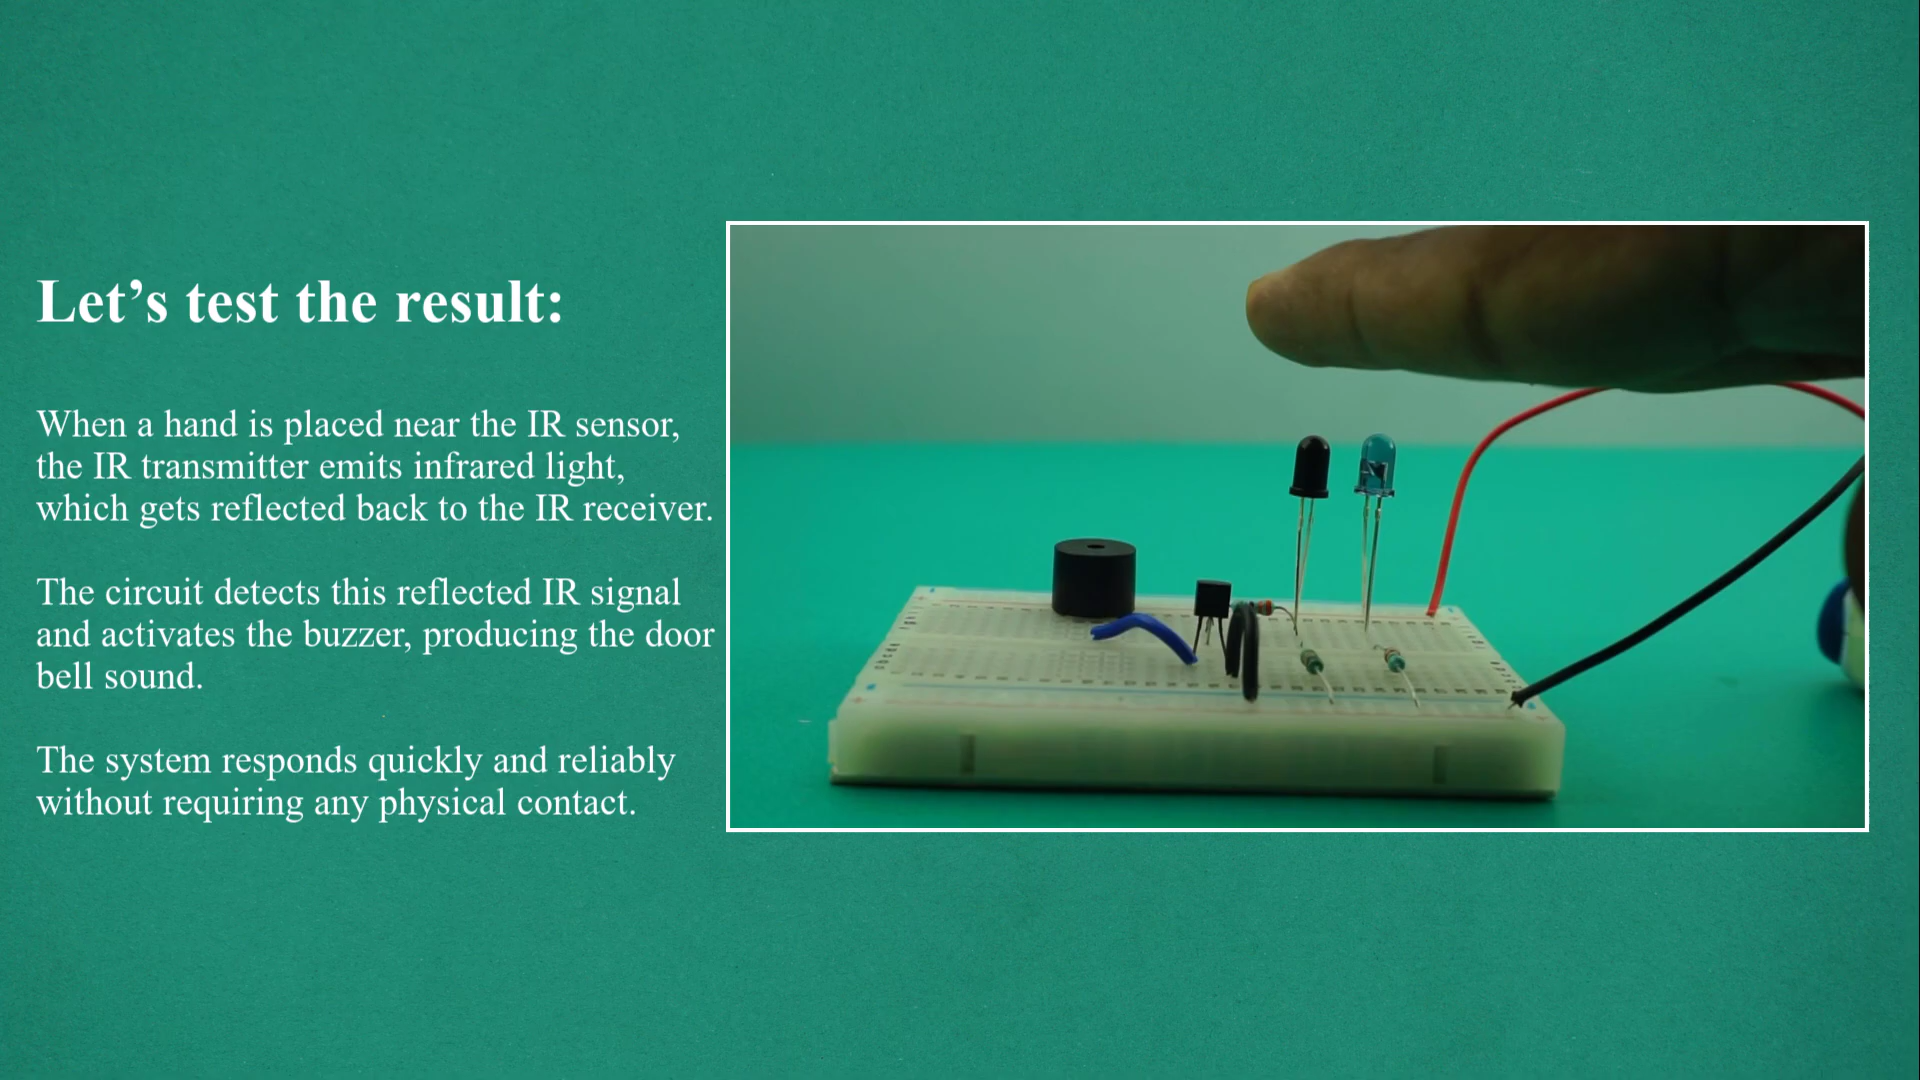 Let’s test the result:
When a hand is placed near the IR sensor,
the IR transmitter emits infrared light,
which gets reflected back to the IR receiver.
The circuit detects this reflected IR signal
and activates the buzzer, producing the door
bell sound.
The system responds quickly and reliably
without requiring any physical contact.